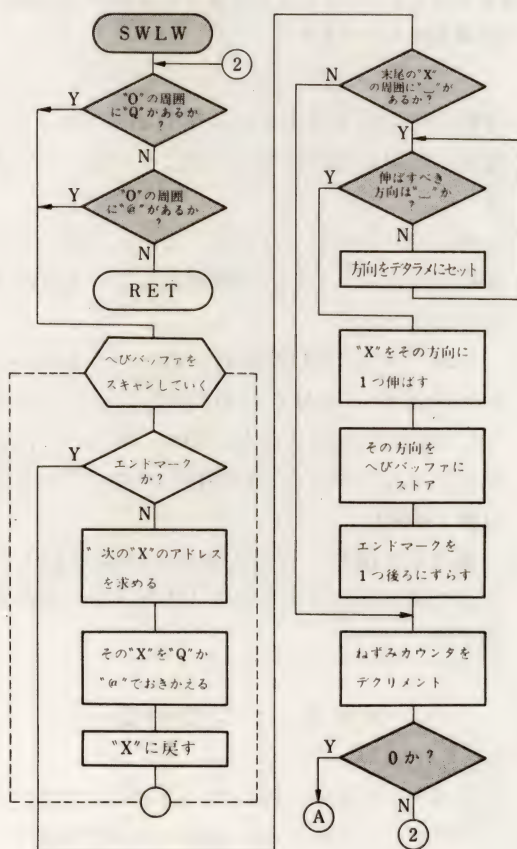 SWLW
2
Y
"O"の周囲
に"Q"があるか
?
N
Y
"O"の周囲
に"@"があるか
?
N
RET
へびバッファを
スキャンしていく
Y
エンドマーク
か?
N
"次の"X"のアドレス
を求める
その"X"を"Q"か
"@"でおきかえる
"X"に戻す
N
末尾の"X"
の周囲に"_"が
あるか?
Y
Y
伸ばすべき
方向は"_"か
?
N
方向をデタラメにセット
"X"をその方向に
1つ伸ばす
その方向を
へびバッファに
ストア
エンドマークを
1つ後ろにずらす
ねずみカウンタを
デクリメント
Y
0か?
A
N
2